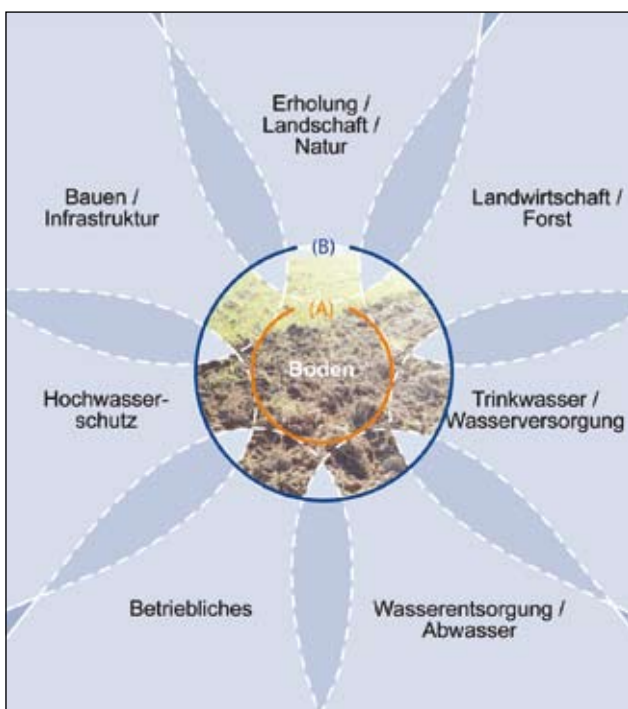 Erholung /
Landschaft /
Natur
Bauen /
Infrastruktur
Landwirtschaft /
Forst
(B)
(A)
Boden
Hochwasser-
schutz
Trinkwasser /
Wasserversorgung
Betriebliches
Wasserentsorgung /
Abwasser